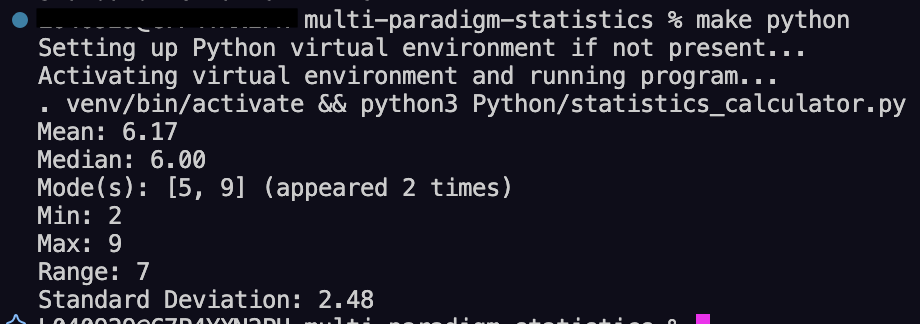 multi-paradigm-statistics % make python
Setting up Python virtual environment if not present...
Activating virtual environment and running program...
. venv/bin/activate && python3 Python/statistics_calculator.py
Mean: 6.17
Median: 6.00
Mode(s): [5, 9] (appeared 2 times)
Min: 2
Max: 9
Range: 7
Standard Deviation: 2.48
multi-paradigm-statistics %